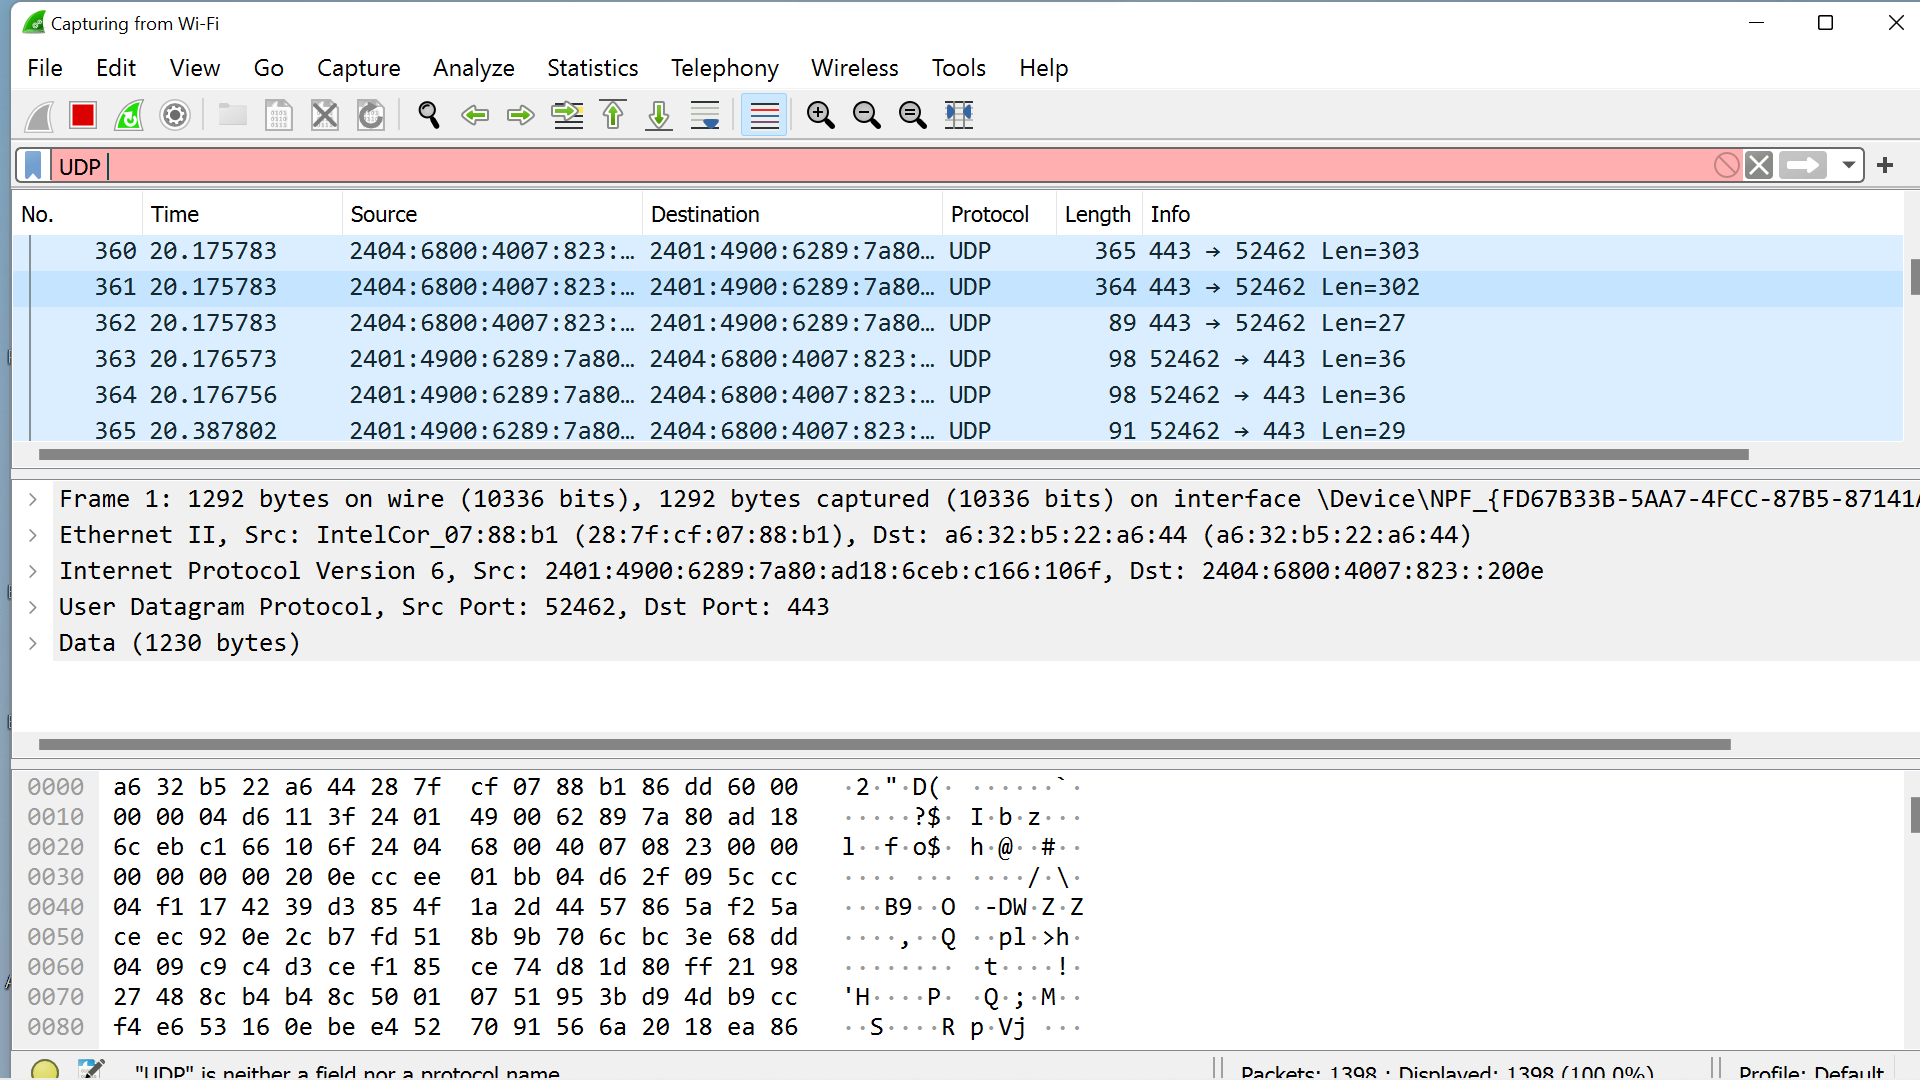 Capturing from Wi-Fi
File Edit View Go Capture Analyze Statistics Telephony Wireless Tools Help
UDP
No. Time Source Destination Protocol Length Info
360 20.175783 2404:6800:4007:823:… 2401:4900:6289:7a80… UDP 365 443 → 52462 Len=303
361 20.175783 2404:6800:4007:823:… 2401:4900:6289:7a80… UDP 364 443 → 52462 Len=302
362 20.175783 2404:6800:4007:823:… 2401:4900:6289:7a80… UDP 89 443 → 52462 Len=27
363 20.176573 2401:4900:6289:7a80… 2404:6800:4007:823:… UDP 98 52462 → 443 Len=36
364 20.176756 2401:4900:6289:7a80… 2404:6800:4007:823:… UDP 98 52462 → 443 Len=36
365 20.387802 2401:4900:6289:7a80… 2404:6800:4007:823:… UDP 91 52462 → 443 Len=29
Frame 1: 1292 bytes on wire (10336 bits), 1292 bytes captured (10336 bits) on interface \Device\NPF_{FD67B33B-5AA7-4FCC-87B5-87141A
Ethernet II, Src: IntelCor_07:88:b1 (28:7f:cf:07:88:b1), Dst: a6:32:b5:22:a6:44 (a6:32:b5:22:a6:44)
Internet Protocol Version 6, Src: 2401:4900:6289:7a80:ad18:6ceb:c166:106f, Dst: 2404:6800:4007:823::200e
User Datagram Protocol, Src Port: 52462, Dst Port: 443
Data (1230 bytes)
0000 a6 32 b5 22 a6 44 28 7f cf 07 88 b1 86 dd 60 00 ·2·"·D(· ······`·
0010 00 00 04 d6 11 3f 24 01 49 00 62 89 7a 80 ad 18 ·····?$· I·b·z···
0020 6c eb c1 66 10 6f 24 04 68 00 40 07 08 23 00 00 l··f·o$· h·@··#··
0030 00 00 00 00 20 0e cc ee 01 bb 04 d6 2f 09 5c cc ···· ··· ····/·\·
0040 04 f1 17 42 39 d3 85 4f 1a 2d 44 57 86 5a f2 5a ···B9··O ·-DW·Z·Z
0050 ce ec 92 0e 2c b7 fd 51 8b 9b 70 6c bc 3e 68 dd ····,··Q ··pl·>h·
0060 04 09 c9 c4 d3 ce f1 85 ce 74 d8 1d 80 ff 21 98 ········ ·t····!·
0070 27 48 8c b4 b4 8c 50 01 07 51 95 3b d9 4d b9 cc 'H····P· ·Q·;·M··
0080 f4 e6 53 16 0e be e4 52 70 91 56 6a 20 18 ea 86 ··S····R p·Vj ···
"UDP" is neither a field nor a protocol name. Packets: 1398 · Displayed: 1398 (100.0%) Profile: Default